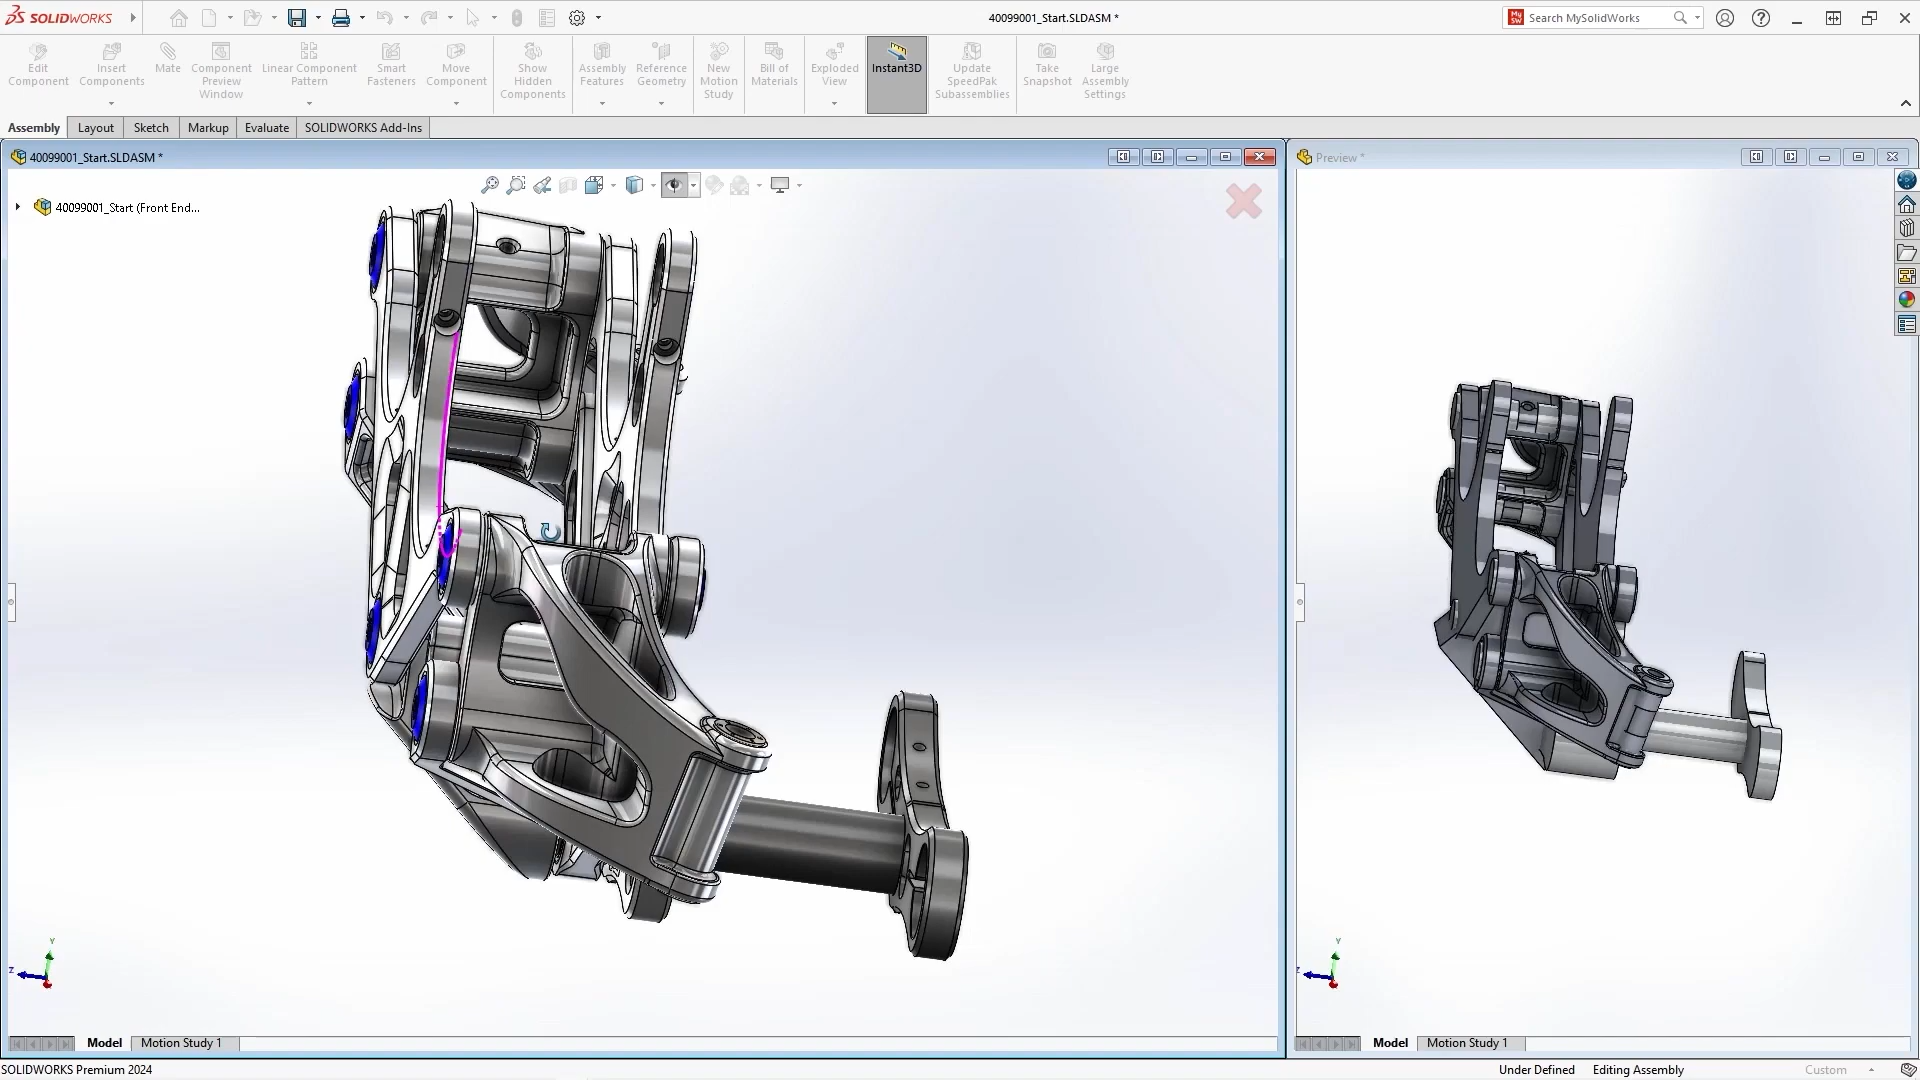 SOLIDWORKS
40099001_Start.SLDASM *
Search MySolidWorks
Edit
Component
Insert
Components
Mate
Component
Preview
Window
Linear Component
Pattern
Smart
Fasteners
Move
Component
Show
Hidden
Components
Assembly
Features
Reference
Geometry
New
Motion
Study
Bill of
Materials
Exploded
View
Instant3D
Update
SpeedPak
Subassemblies
Take
Snapshot
Large
Assembly
Settings
Assembly
Layout
Sketch
Markup
Evaluate
SOLIDWORKS Add-Ins
40099001_Start.SLDASM *
Preview *
40099001_Start (Front End...
Y
Z
Y
Z
Model
Motion Study 1
Model
Motion Study 1
SOLIDWORKS Premium 2024
Under Defined
Editing Assembly
Custom